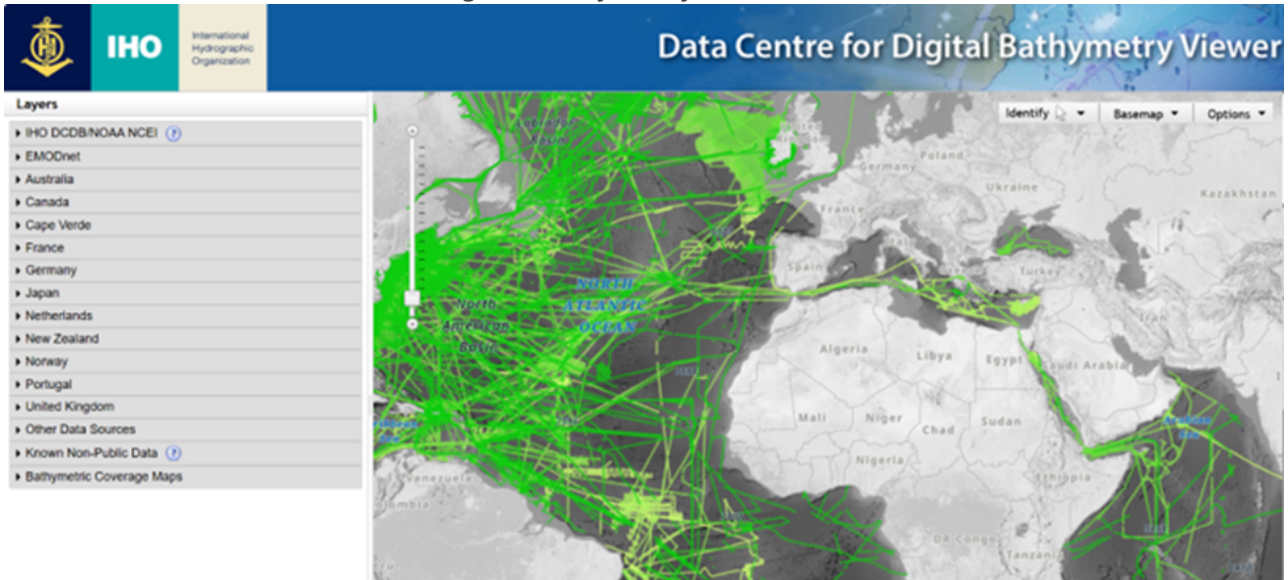 IHO
International
Hydrographic
Organization
Data Centre for Digital Bathymetry Viewer
Layers
IHO DCDB/NOAA NCEI
EMODnet
Australia
Canada
Cape Verde
France
Germany
Japan
Netherlands
New Zealand
Norway
Portugal
United Kingdom
Other Data Sources
Known Non-Public Data
Bathymetric Coverage Maps
Identify
Basemap
Options
Labrador
Basin
Germany
Poland
Ukraine
Kazakhstan
France
Spain
Turkey
NORTH
ATLANTIC
OCEAN
North
American
Basin
Iran
Algeria
Libya
Egypt
Saudi Arabia
Mali
Niger
Chad
Sudan
Nigeria
Ethiopia
Venezuela
DR Congo
Tanzania